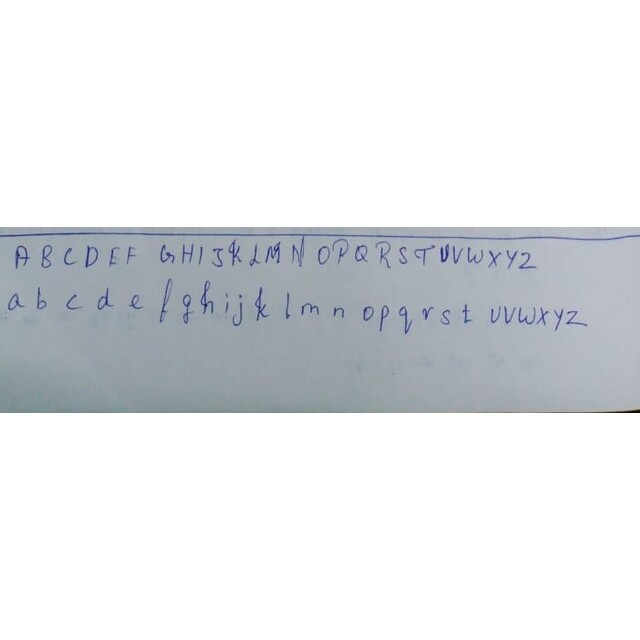 A B C D E F G H I J K L M N O P Q R S T U V W X Y Z
a b c d e f g h i j k l m n o p q r s t u v w x y z